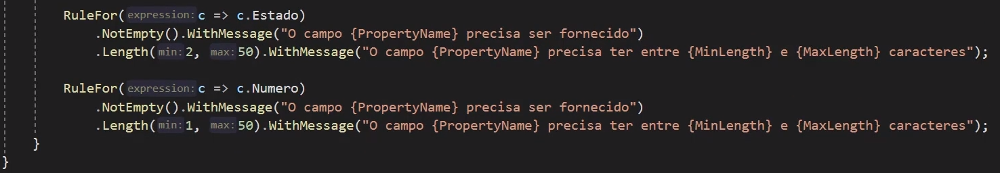 RuleFor(expression: c => c.Estado)
.NotEmpty().WithMessage("O campo {PropertyName} precisa ser fornecido")
.Length(min: 2, max: 50).WithMessage("O campo {PropertyName} precisa ter entre {MinLength} e {MaxLength} caracteres");
RuleFor(expression: c => c.Numero)
.NotEmpty().WithMessage("O campo {PropertyName} precisa ser fornecido")
.Length(min: 1, max: 50).WithMessage("O campo {PropertyName} precisa ter entre {MinLength} e {MaxLength} caracteres");
}
}